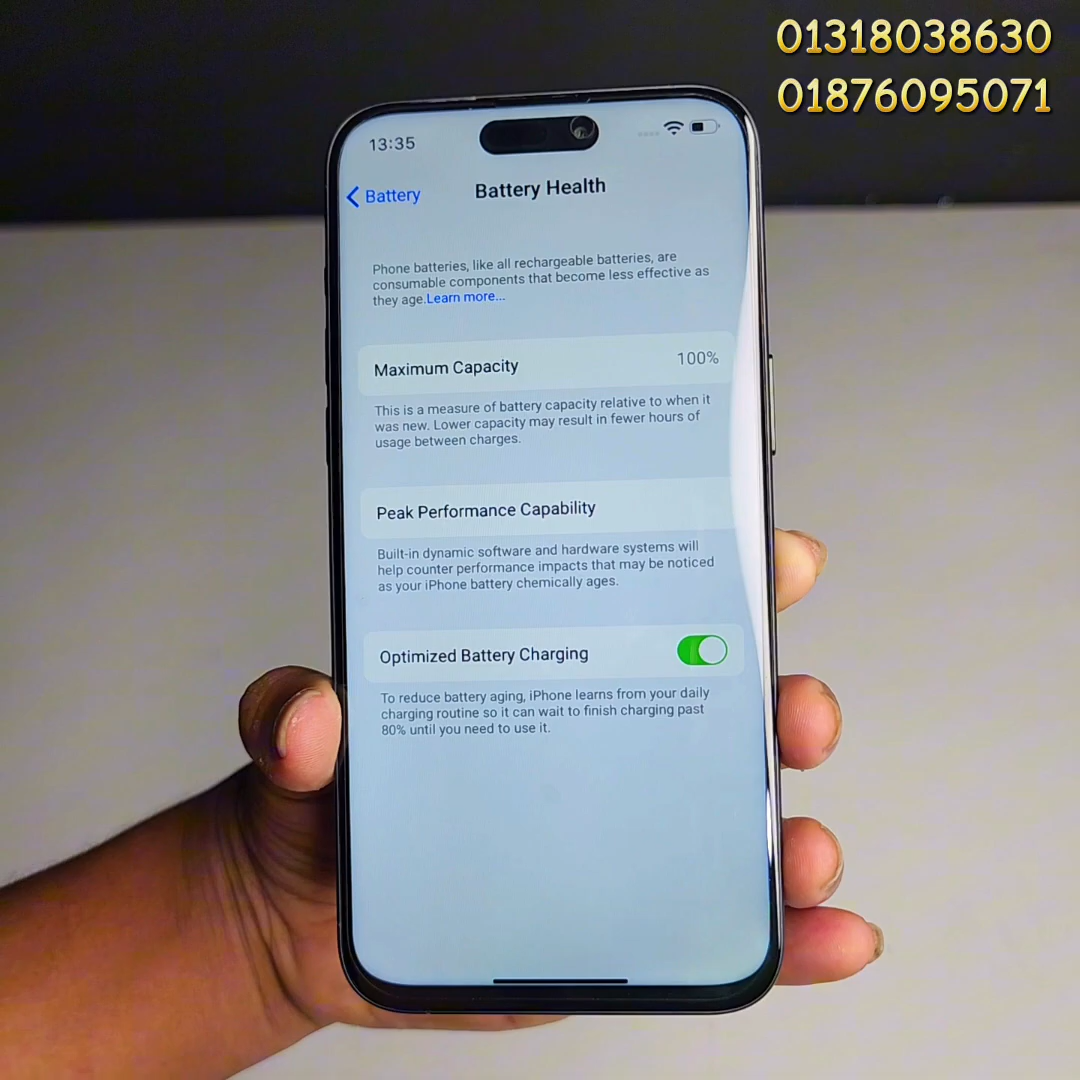 01318038630
01876095071
13:35
Battery
Battery Health
Phone batteries, like all rechargeable batteries, are
consumable components that become less effective as
they age.Learn more...
Maximum Capacity
100%
This is a measure of battery capacity relative to when it
was new. Lower capacity may result in fewer hours of
usage between charges.
Peak Performance Capability
Built-in dynamic software and hardware systems will
help counter performance impacts that may be noticed
as your iPhone battery chemically ages.
Optimized Battery Charging
To reduce battery aging, iPhone learns from your daily
charging routine so it can wait to finish charging past
80% until you need to use it.